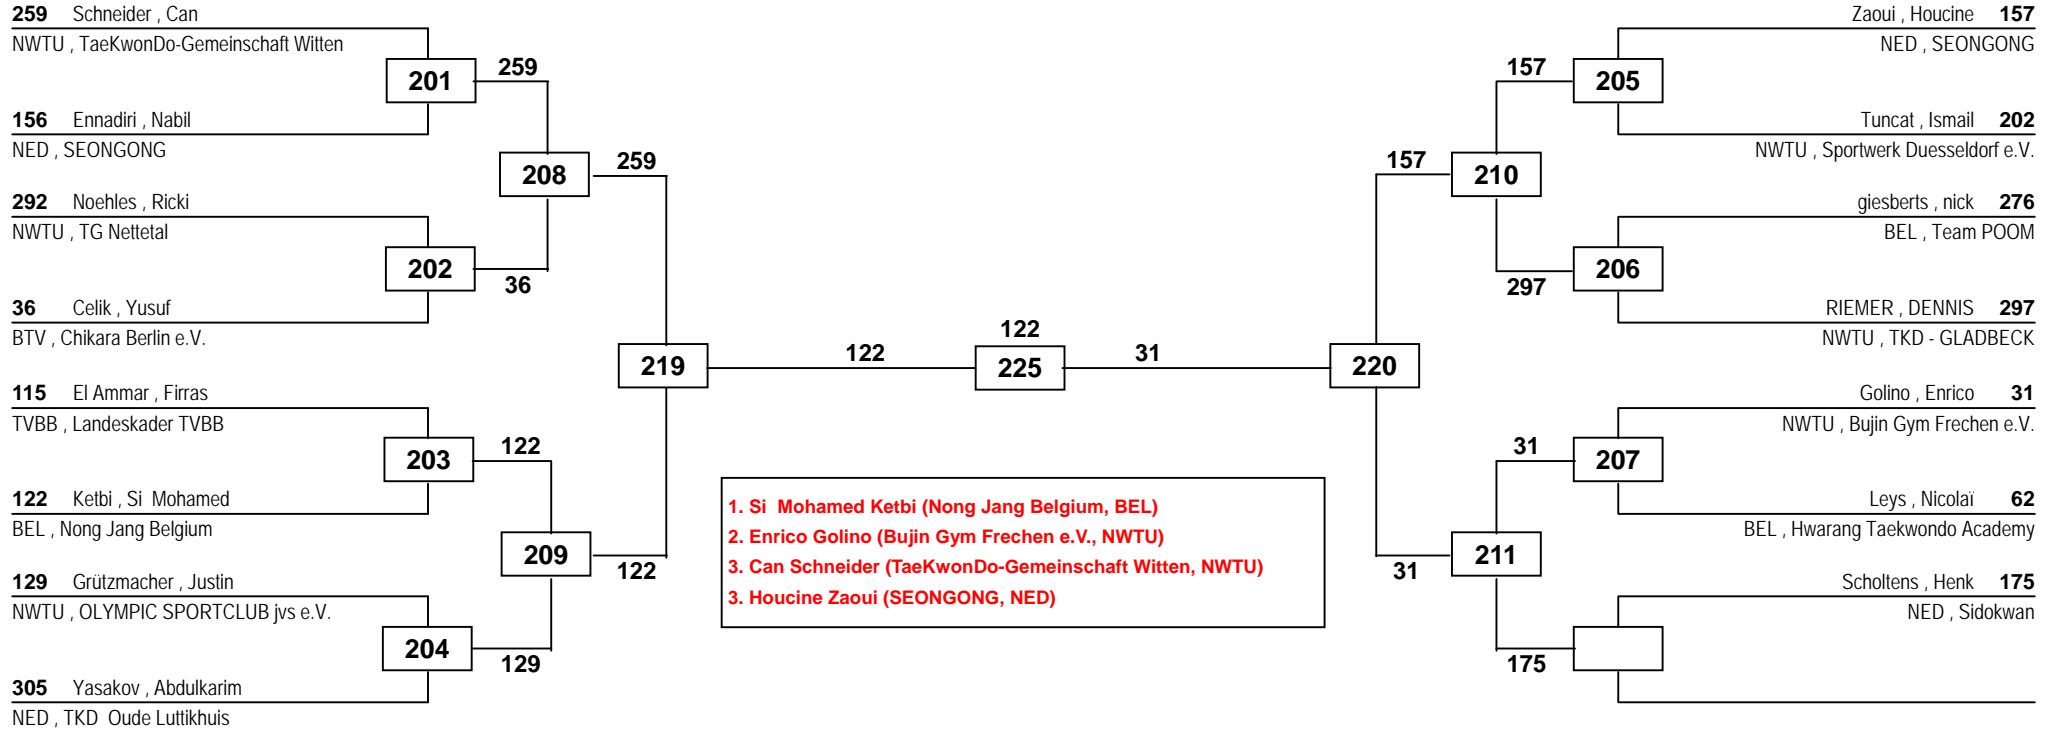 259 Schneider , Can
NWTU , TaeKwonDo-Gemeinschaft Witten
201
259
156 Ennadiri , Nabil
NED , SEONGONG
208
259
292 Noehles , Ricki
NWTU , TG Nettetal
202
36
36 Celik , Yusuf
BTV , Chikara Berlin e.V.
219
122
115 El Ammar , Firras
TVBB , Landeskader TVBB
203
122
122 Ketbi , Si  Mohamed
BEL , Nong Jang Belgium
209
122
129 Grützmacher , Justin
NWTU , OLYMPIC SPORTCLUB jvs e.V.
204
129
305 Yasakov , Abdulkarim
NED , TKD  Oude Luttikhuis
122
225
31
1. Si  Mohamed Ketbi (Nong Jang Belgium, BEL)
2. Enrico Golino (Bujin Gym Frechen e.V., NWTU)
3. Can Schneider (TaeKwonDo-Gemeinschaft Witten, NWTU)
3. Houcine Zaoui (SEONGONG, NED)
Zaoui , Houcine 157
NED , SEONGONG
157
205
Tuncat , Ismail 202
NWTU , Sportwerk Duesseldorf e.V.
157
210
giesberts , nick 276
BEL , Team POOM
206
297
RIEMER , DENNIS 297
NWTU , TKD - GLADBECK
220
Golino , Enrico 31
NWTU , Bujin Gym Frechen e.V.
31
207
Leys , Nicolaï 62
BEL , Hwarang Taekwondo Academy
211
31
Scholtens , Henk 175
NED , Sidokwan
175